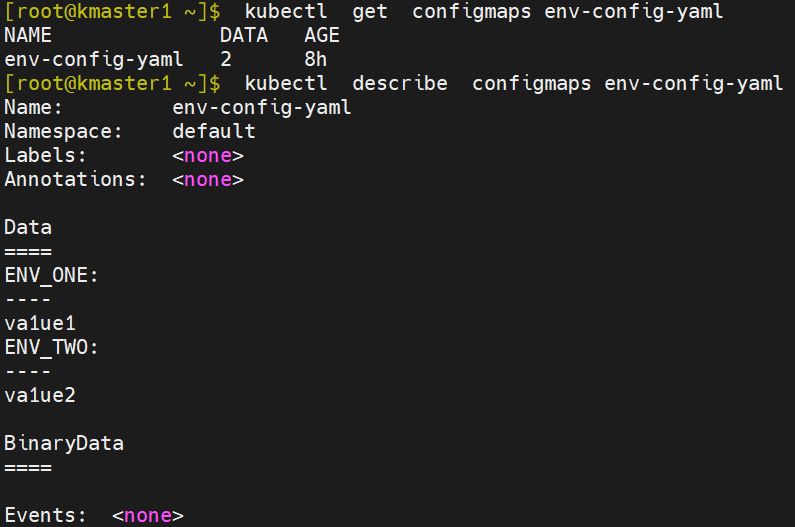 [root@kmaster1 ~]$  kubectl  get  configmaps env-config-yaml
NAME              DATA   AGE
env-config-yaml   2      8h
[root@kmaster1 ~]$  kubectl  describe  configmaps env-config-yaml
Name:         env-config-yaml
Namespace:    default
Labels:       <none>
Annotations:  <none>

Data
====
ENV_ONE:
----
va1ue1
ENV_TWO:
----
va1ue2

BinaryData
====

Events:  <none>